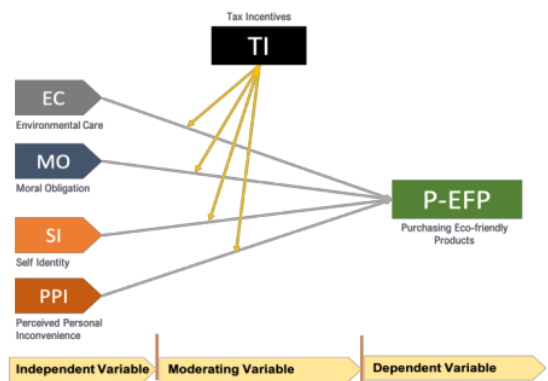 Tax Incentives
TI
EC
Environmental Care
MO
Moral Obligation
SI
Self Identity
PPI
Perceived Personal
Inconvenience
P-EFP
Purchasing Eco-friendly
Products
Independent Variable
Moderating Variable
Dependent Variable